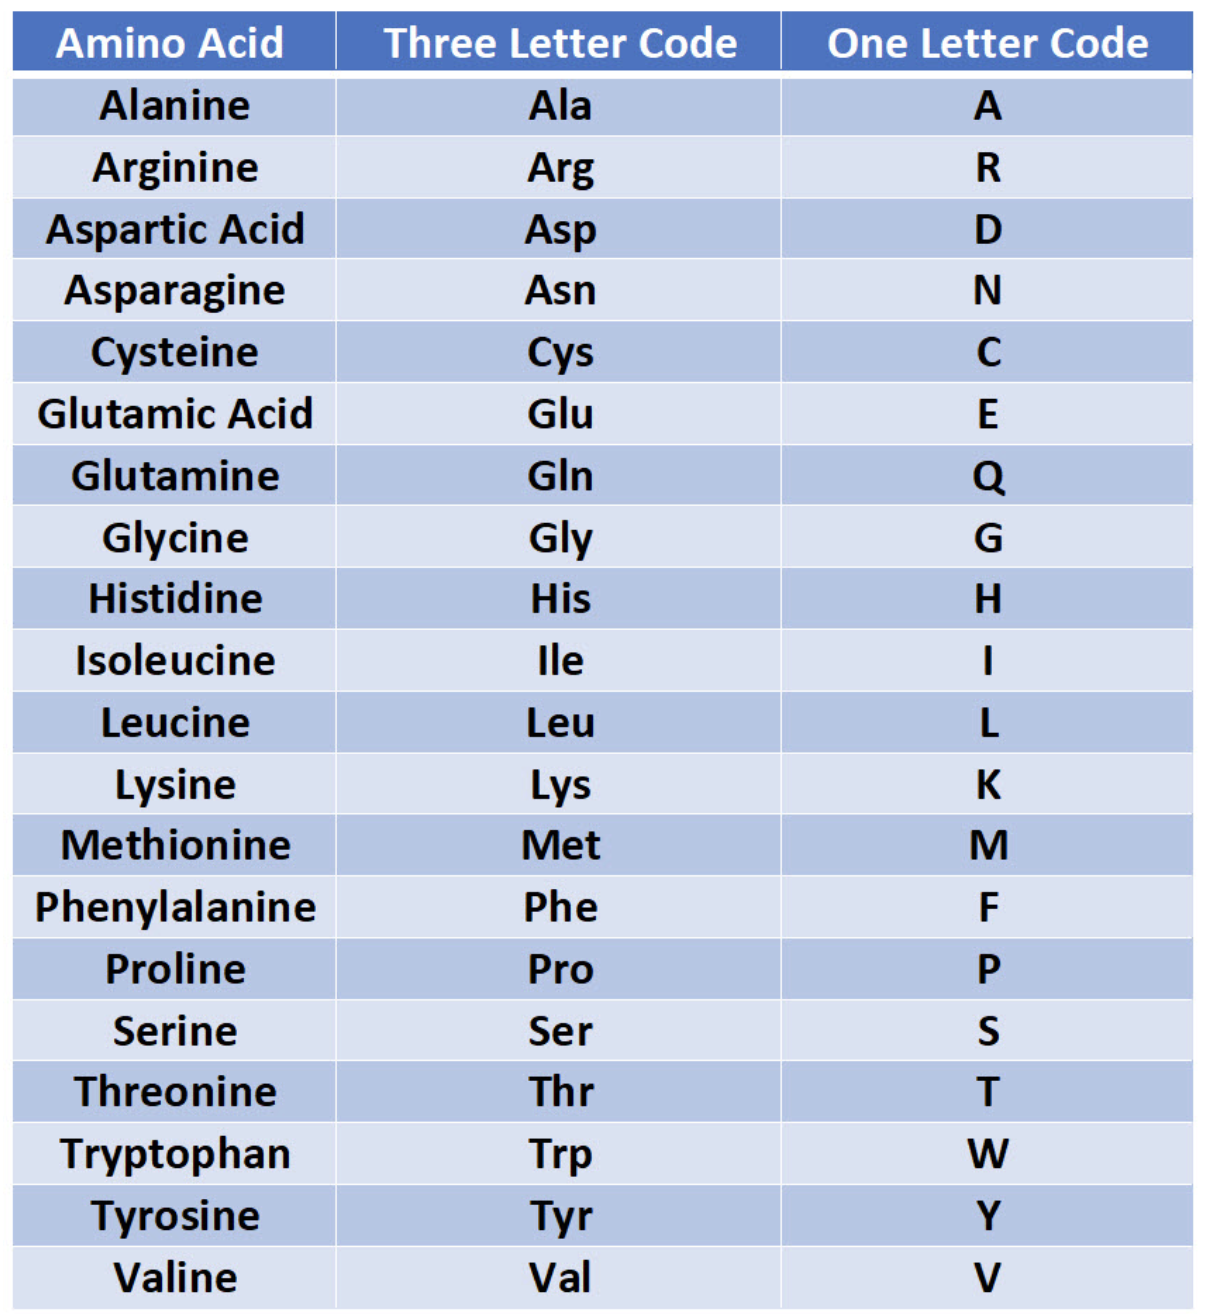 Amino Acid Three Letter Code One Letter Code
Alanine Ala A
Arginine Arg R
Aspartic Acid Asp D
Asparagine Asn N
Cysteine Cys C
Glutamic Acid Glu E
Glutamine Gln Q
Glycine Gly G
Histidine His H
Isoleucine Ile I
Leucine Leu L
Lysine Lys K
Methionine Met M
Phenylalanine Phe F
Proline Pro P
Serine Ser S
Threonine Thr T
Tryptophan Trp W
Tyrosine Tyr Y
Valine Val V